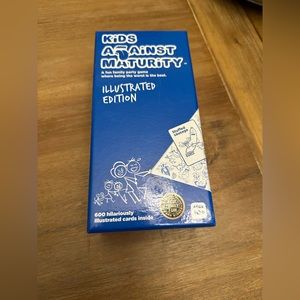 KiDS
AGAiNST
MATURiTY
A fun family party game
where being the worst is the best.
ILLUSTRATED
EDITION
600 hilariously
illustrated cards inside